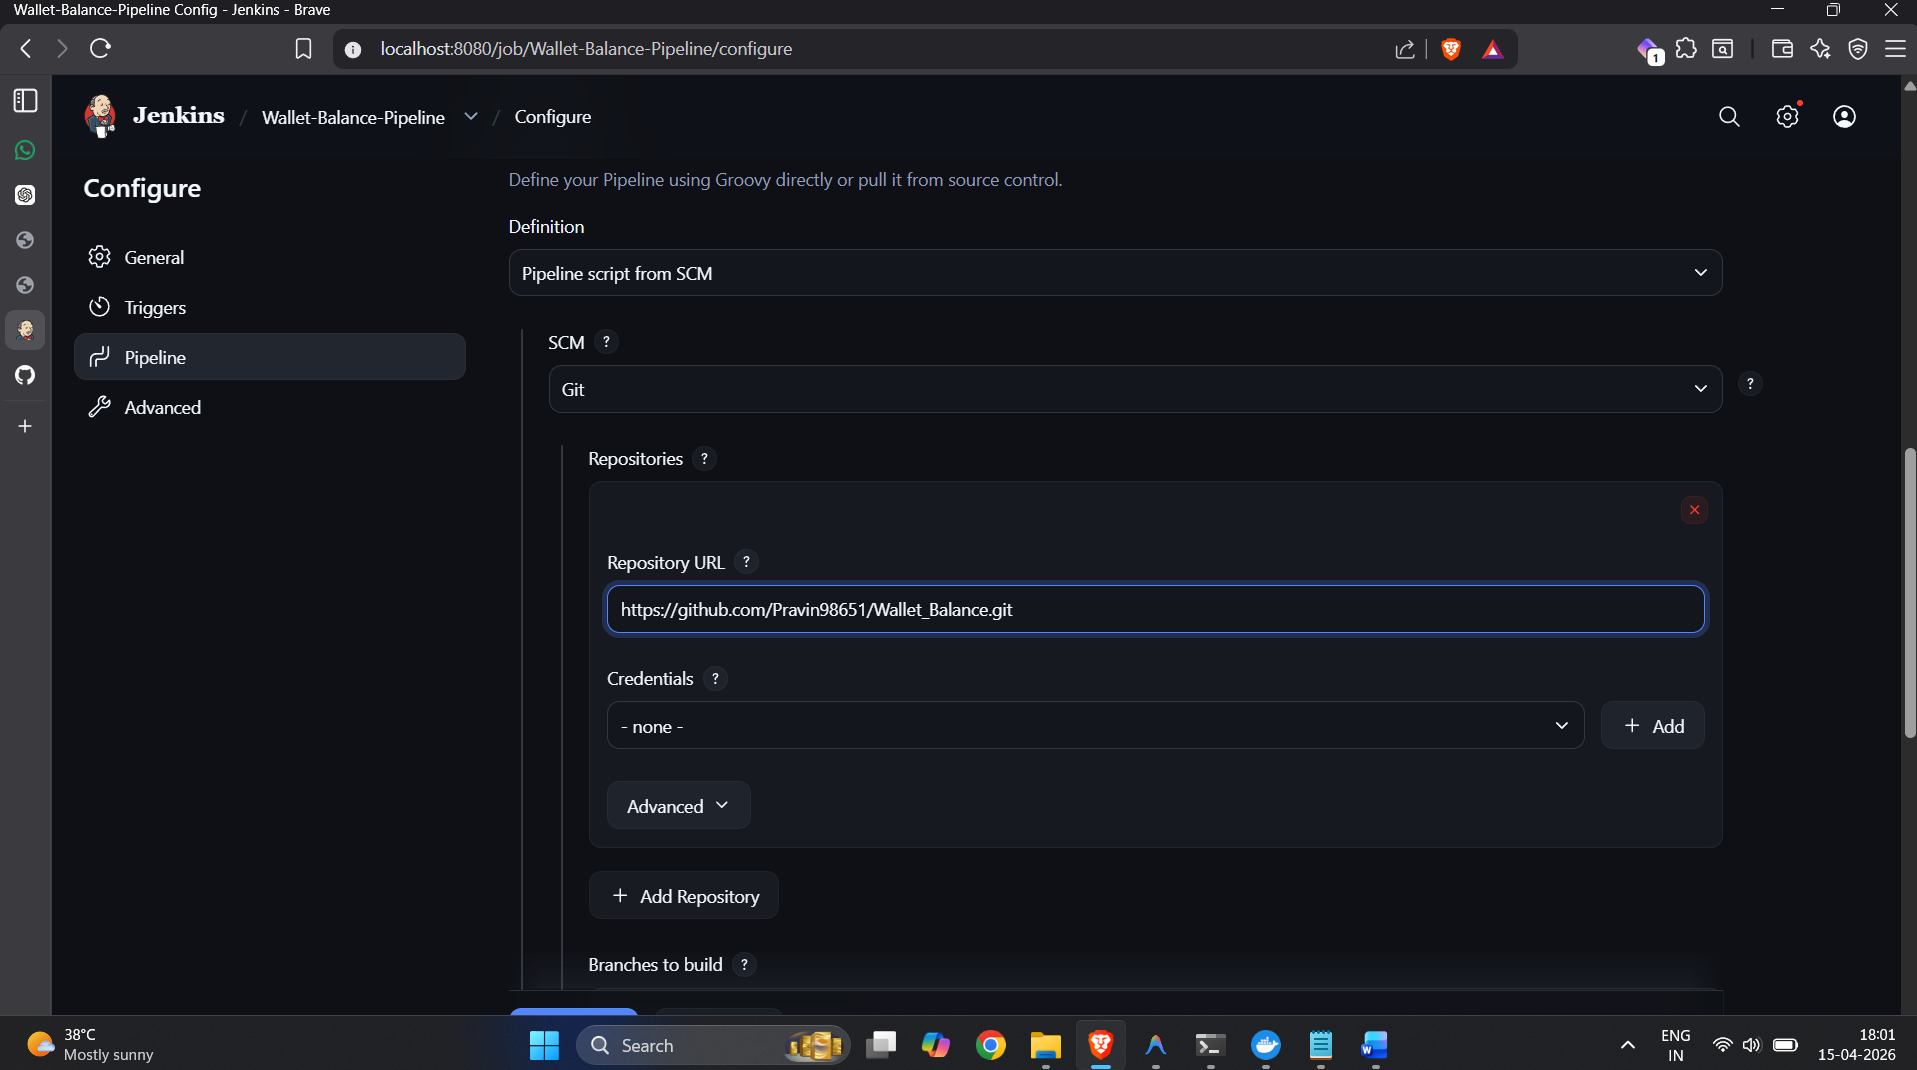 Wallet-Balance-Pipeline Config - Jenkins - Brave
localhost:8080/job/Wallet-Balance-Pipeline/configure
1
Jenkins / Wallet-Balance-Pipeline / Configure
Configure
General
Triggers
Pipeline
Advanced
Define your Pipeline using Groovy directly or pull it from source control.
Definition
Pipeline script from SCM
SCM ?
Git
?
Repositories ?
Repository URL ?
https://github.com/Pravin98651/Wallet_Balance.git
Credentials ?
- none -
+ Add
Advanced
+ Add Repository
Branches to build ?
38°C
Mostly sunny
Search
ENG
IN
18:01
15-04-2026